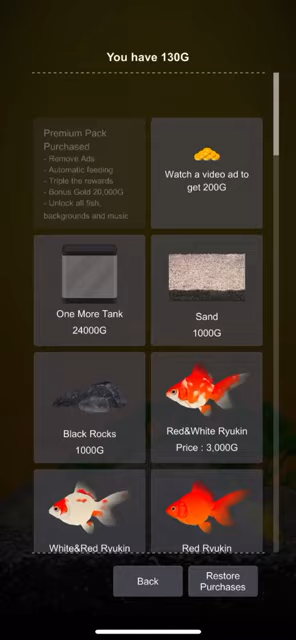 You have 130G
Premium Pack
Purchased
- Remove Ads
- Automatic feeding
- Triple the rewards
- Bonus Gold 20,000G
- Unlock all fish,
backgrounds and music
Watch a video ad to
get 200G
One More Tank
24000G
Sand
1000G
Black Rocks
1000G
Red&White Ryukin
Price : 3,000G
White&Red Ryukin
Red Ryukin
Back
Restore
Purchases